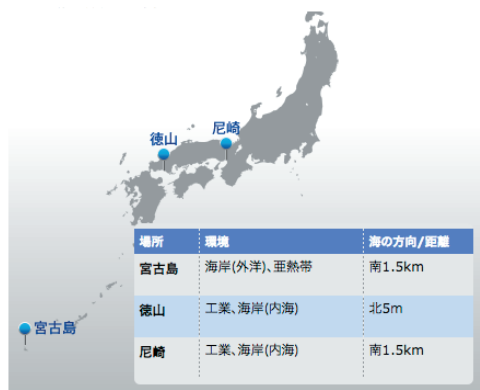 徳山
尼崎
宮古島
場所 環境 海の方向/距離
宮古島 海岸(外洋)、亜熱帯 南1.5km
徳山 工業、海岸(内海) 北5m
尼崎 工業、海岸(内海) 南1.5km